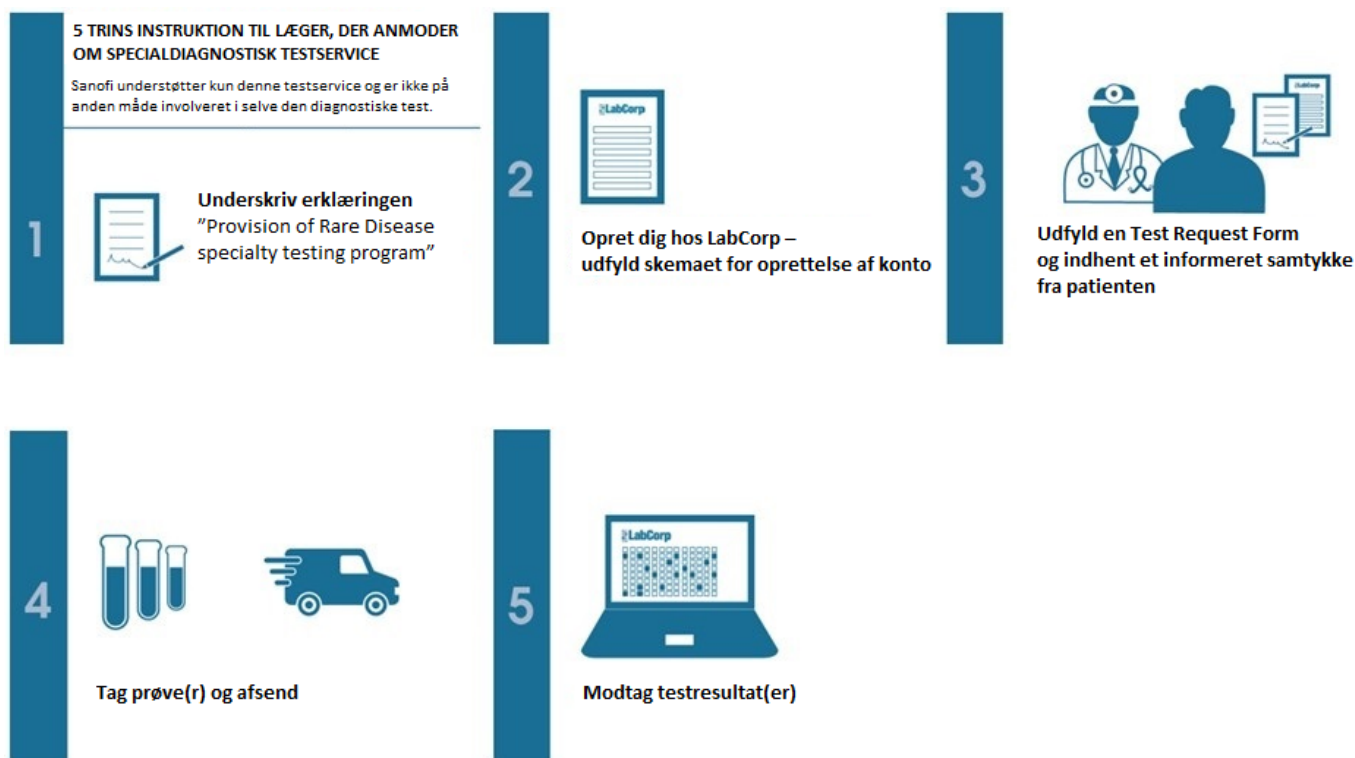 1
5 TRINS INSTRUKTION TIL LÆGER, DER ANMODER
OM SPECIALDIAGNOSTISK TESTSERVICE
Sanofi understøtter kun denne testservice og er ikke på
anden måde involveret i selve den diagnostiske test.
Underskriv erklæringen
”Provision of Rare Disease
specialty testing program”
2
LabCorp
Opret dig hos LabCorp –
udfyld skemaet for oprettelse af konto
3
Udfyld en Test Request Form
og indhent et informeret samtykke
fra patienten
4
Tag prøve(r) og afsend
5
LabCorp
Modtag testresultat(er)